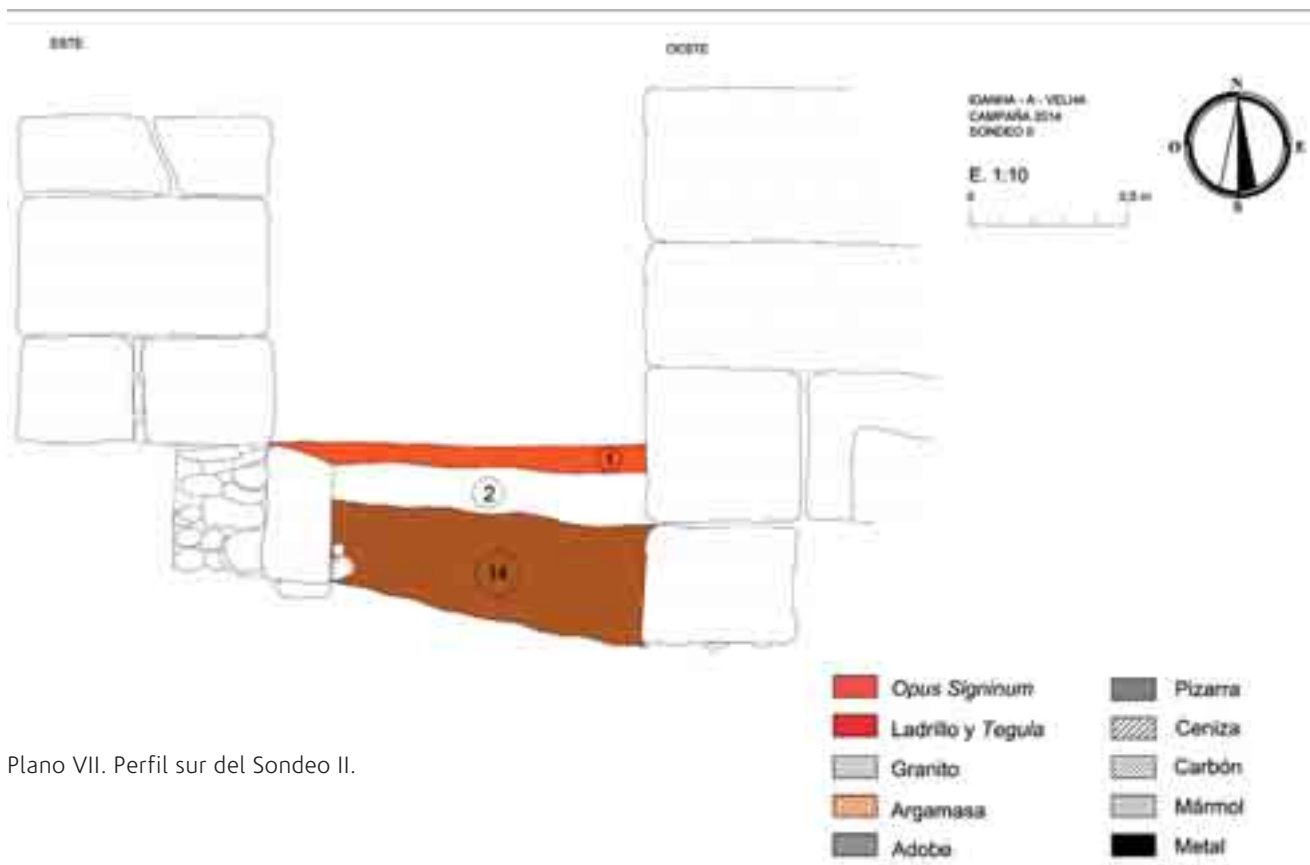 ESTE
OESTE
IDANHA - A - VELHA
CAMPAÑA 2014
SONDEO II
E. 1:10
0 0,5 m
N
O E
S
1
2
14
Opus Signinum
Ladrillo y Tegula
Granito
Argamasa
Adobe
Pizarra
Ceniza
Carbón
Mármol
Metal
Plano VII. Perfil sur del Sondeo II.